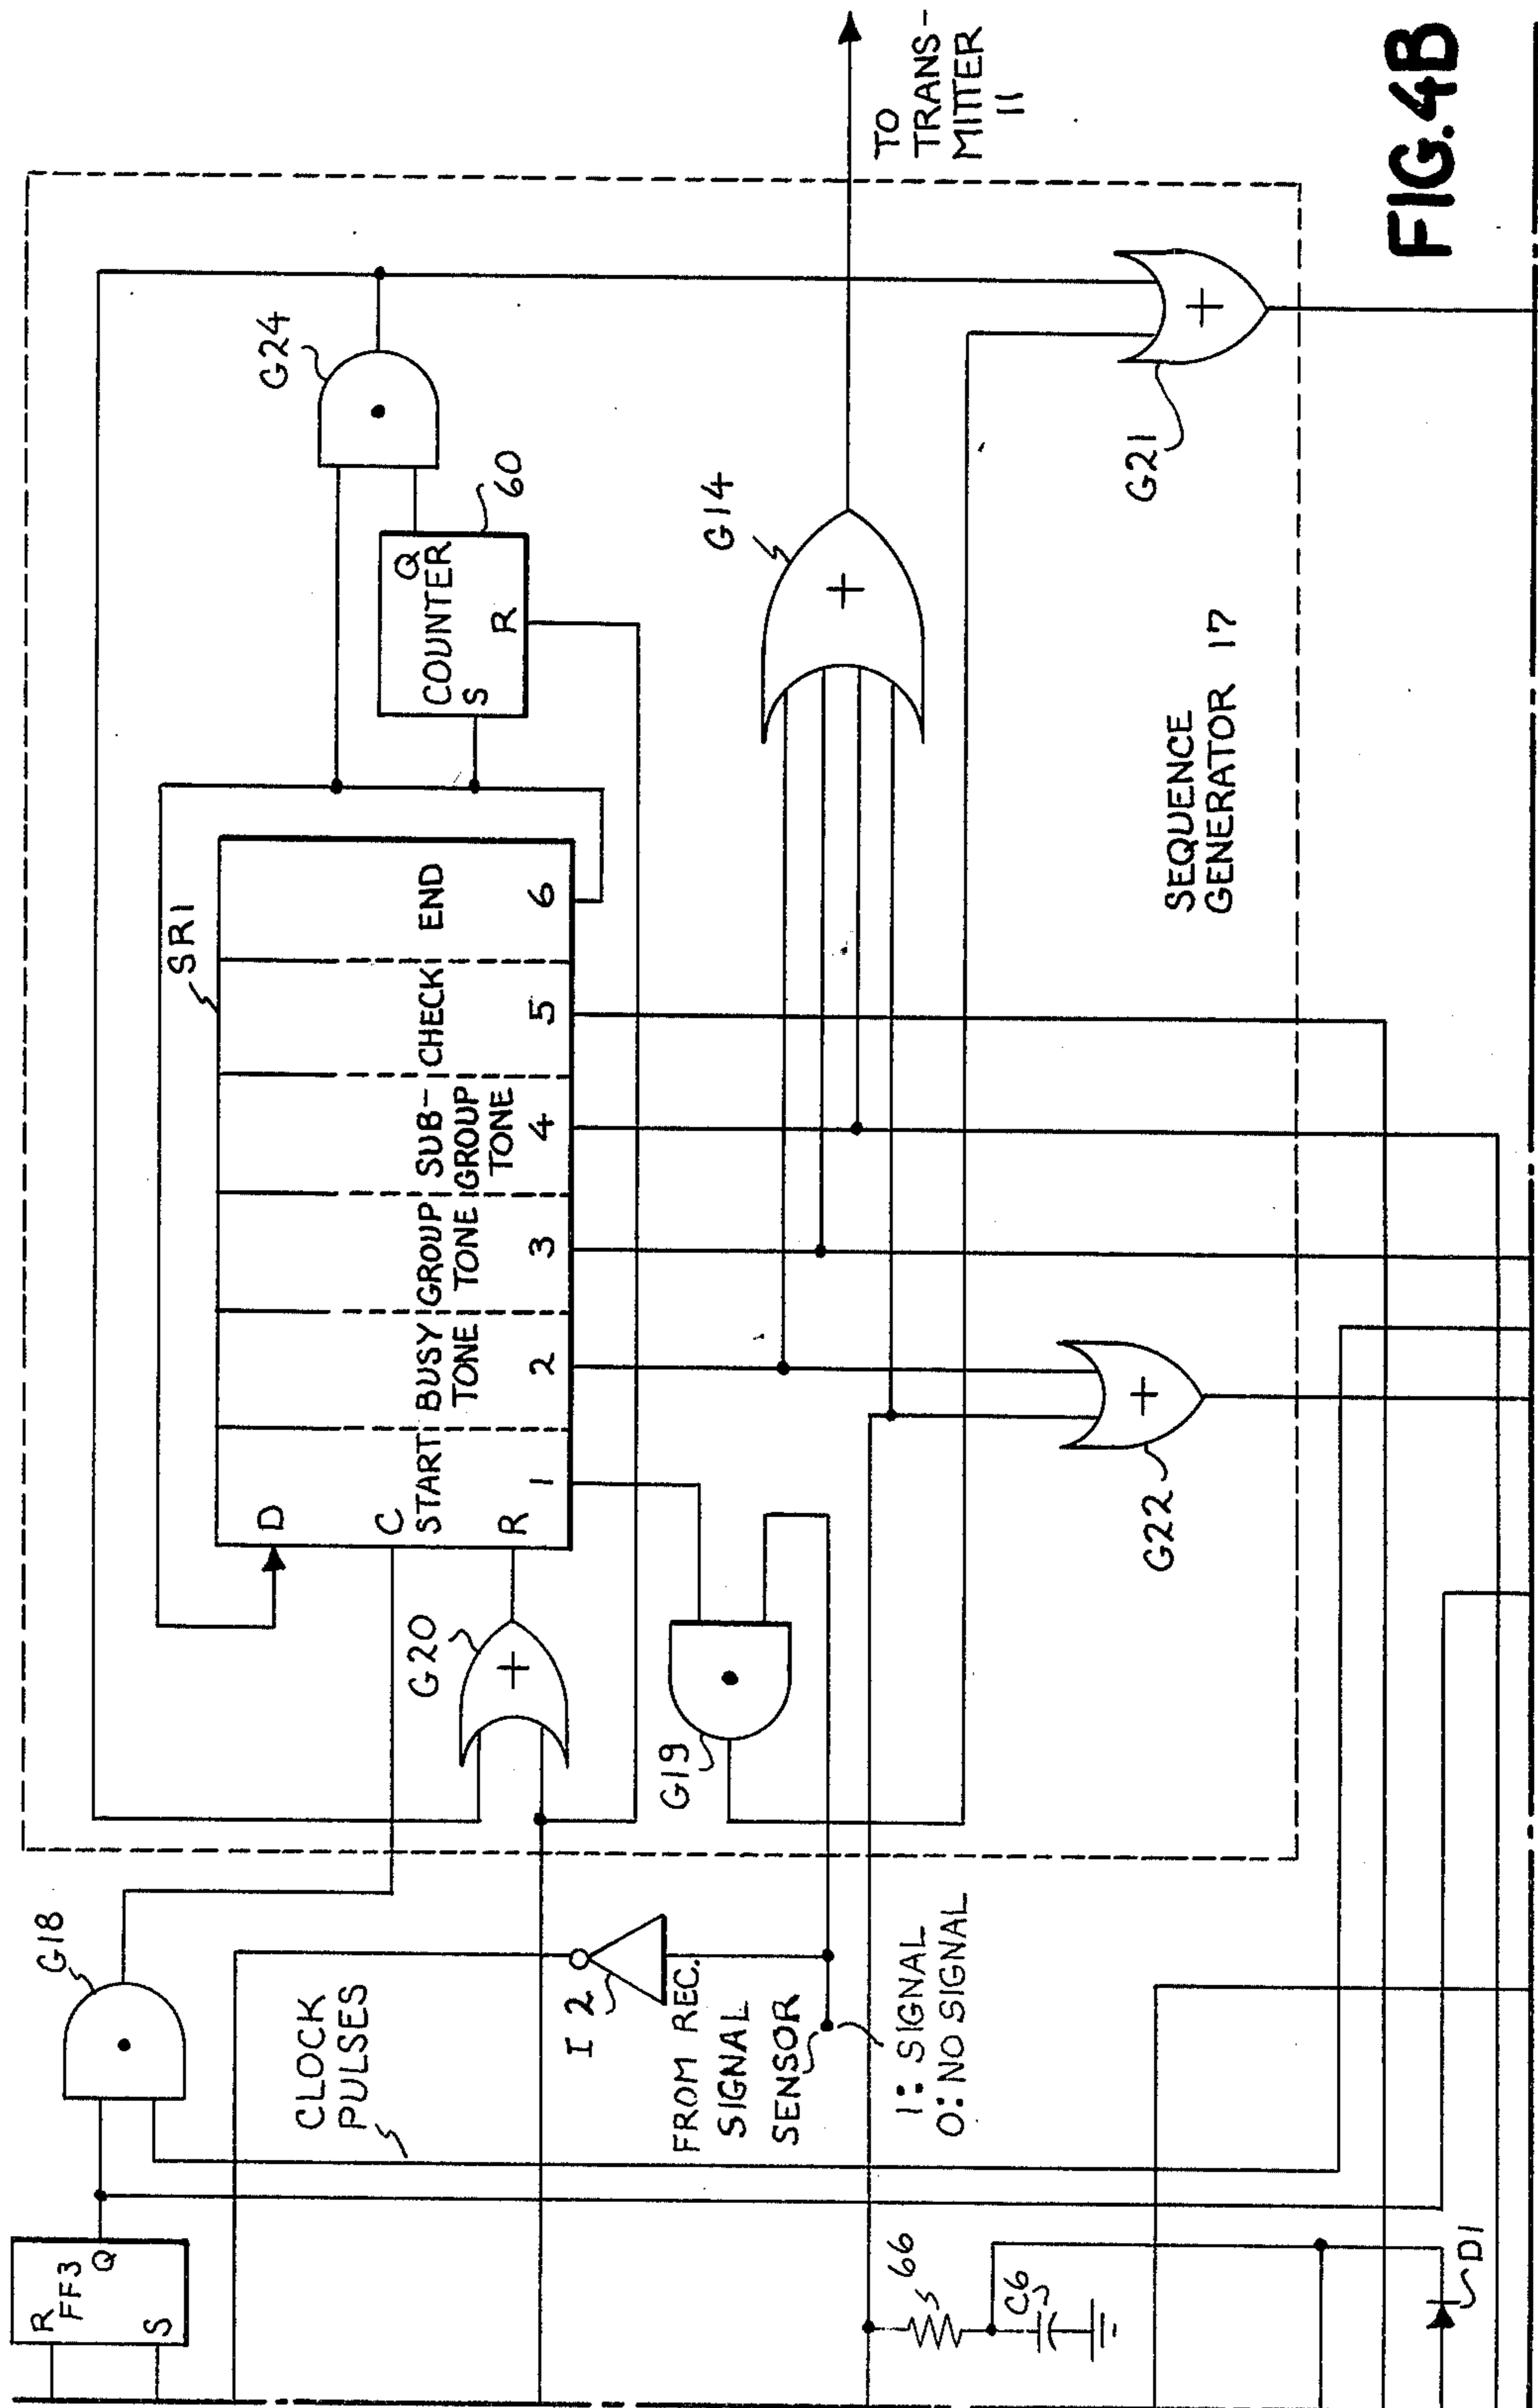 FIG.4B
TO
TRANS-
MITTER
11
G24
60
Q
COUNTER
S
R
G14
G21
SEQUENCE
GENERATOR 17
SR1
D
C
R
START
1
BUSY
TONE
2
GROUP
TONE
3
SUB-
GROUP
TONE
4
CHECK
5
END
6
G20
G19
G22
G18
CLOCK
PULSES
I 2
FROM REC.
SIGNAL
SENSOR
1: SIGNAL
0: NO SIGNAL
R
FF3
Q
S
66
C6
D1